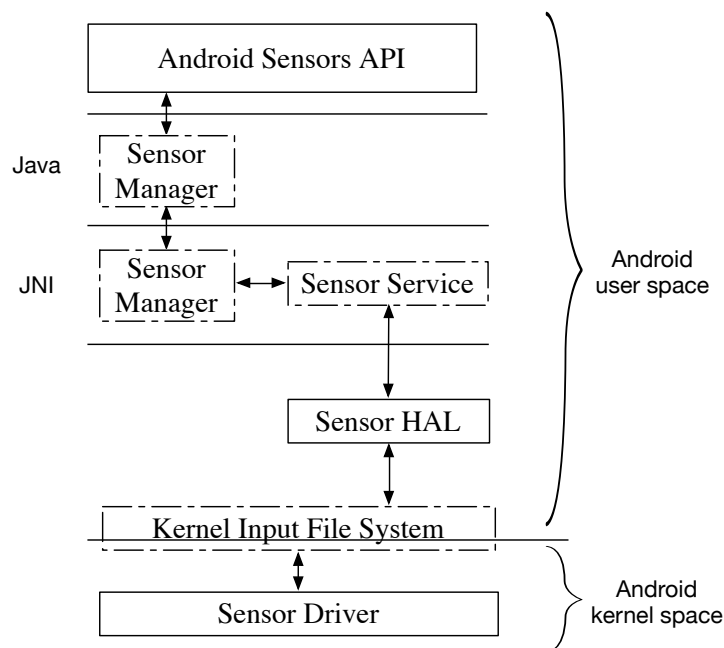 Android Sensors API
Java
Sensor
Manager
JNI
Sensor
Manager
Sensor Service
Android
user space
Sensor HAL
Kernel Input File System
Sensor Driver
Android
kernel space